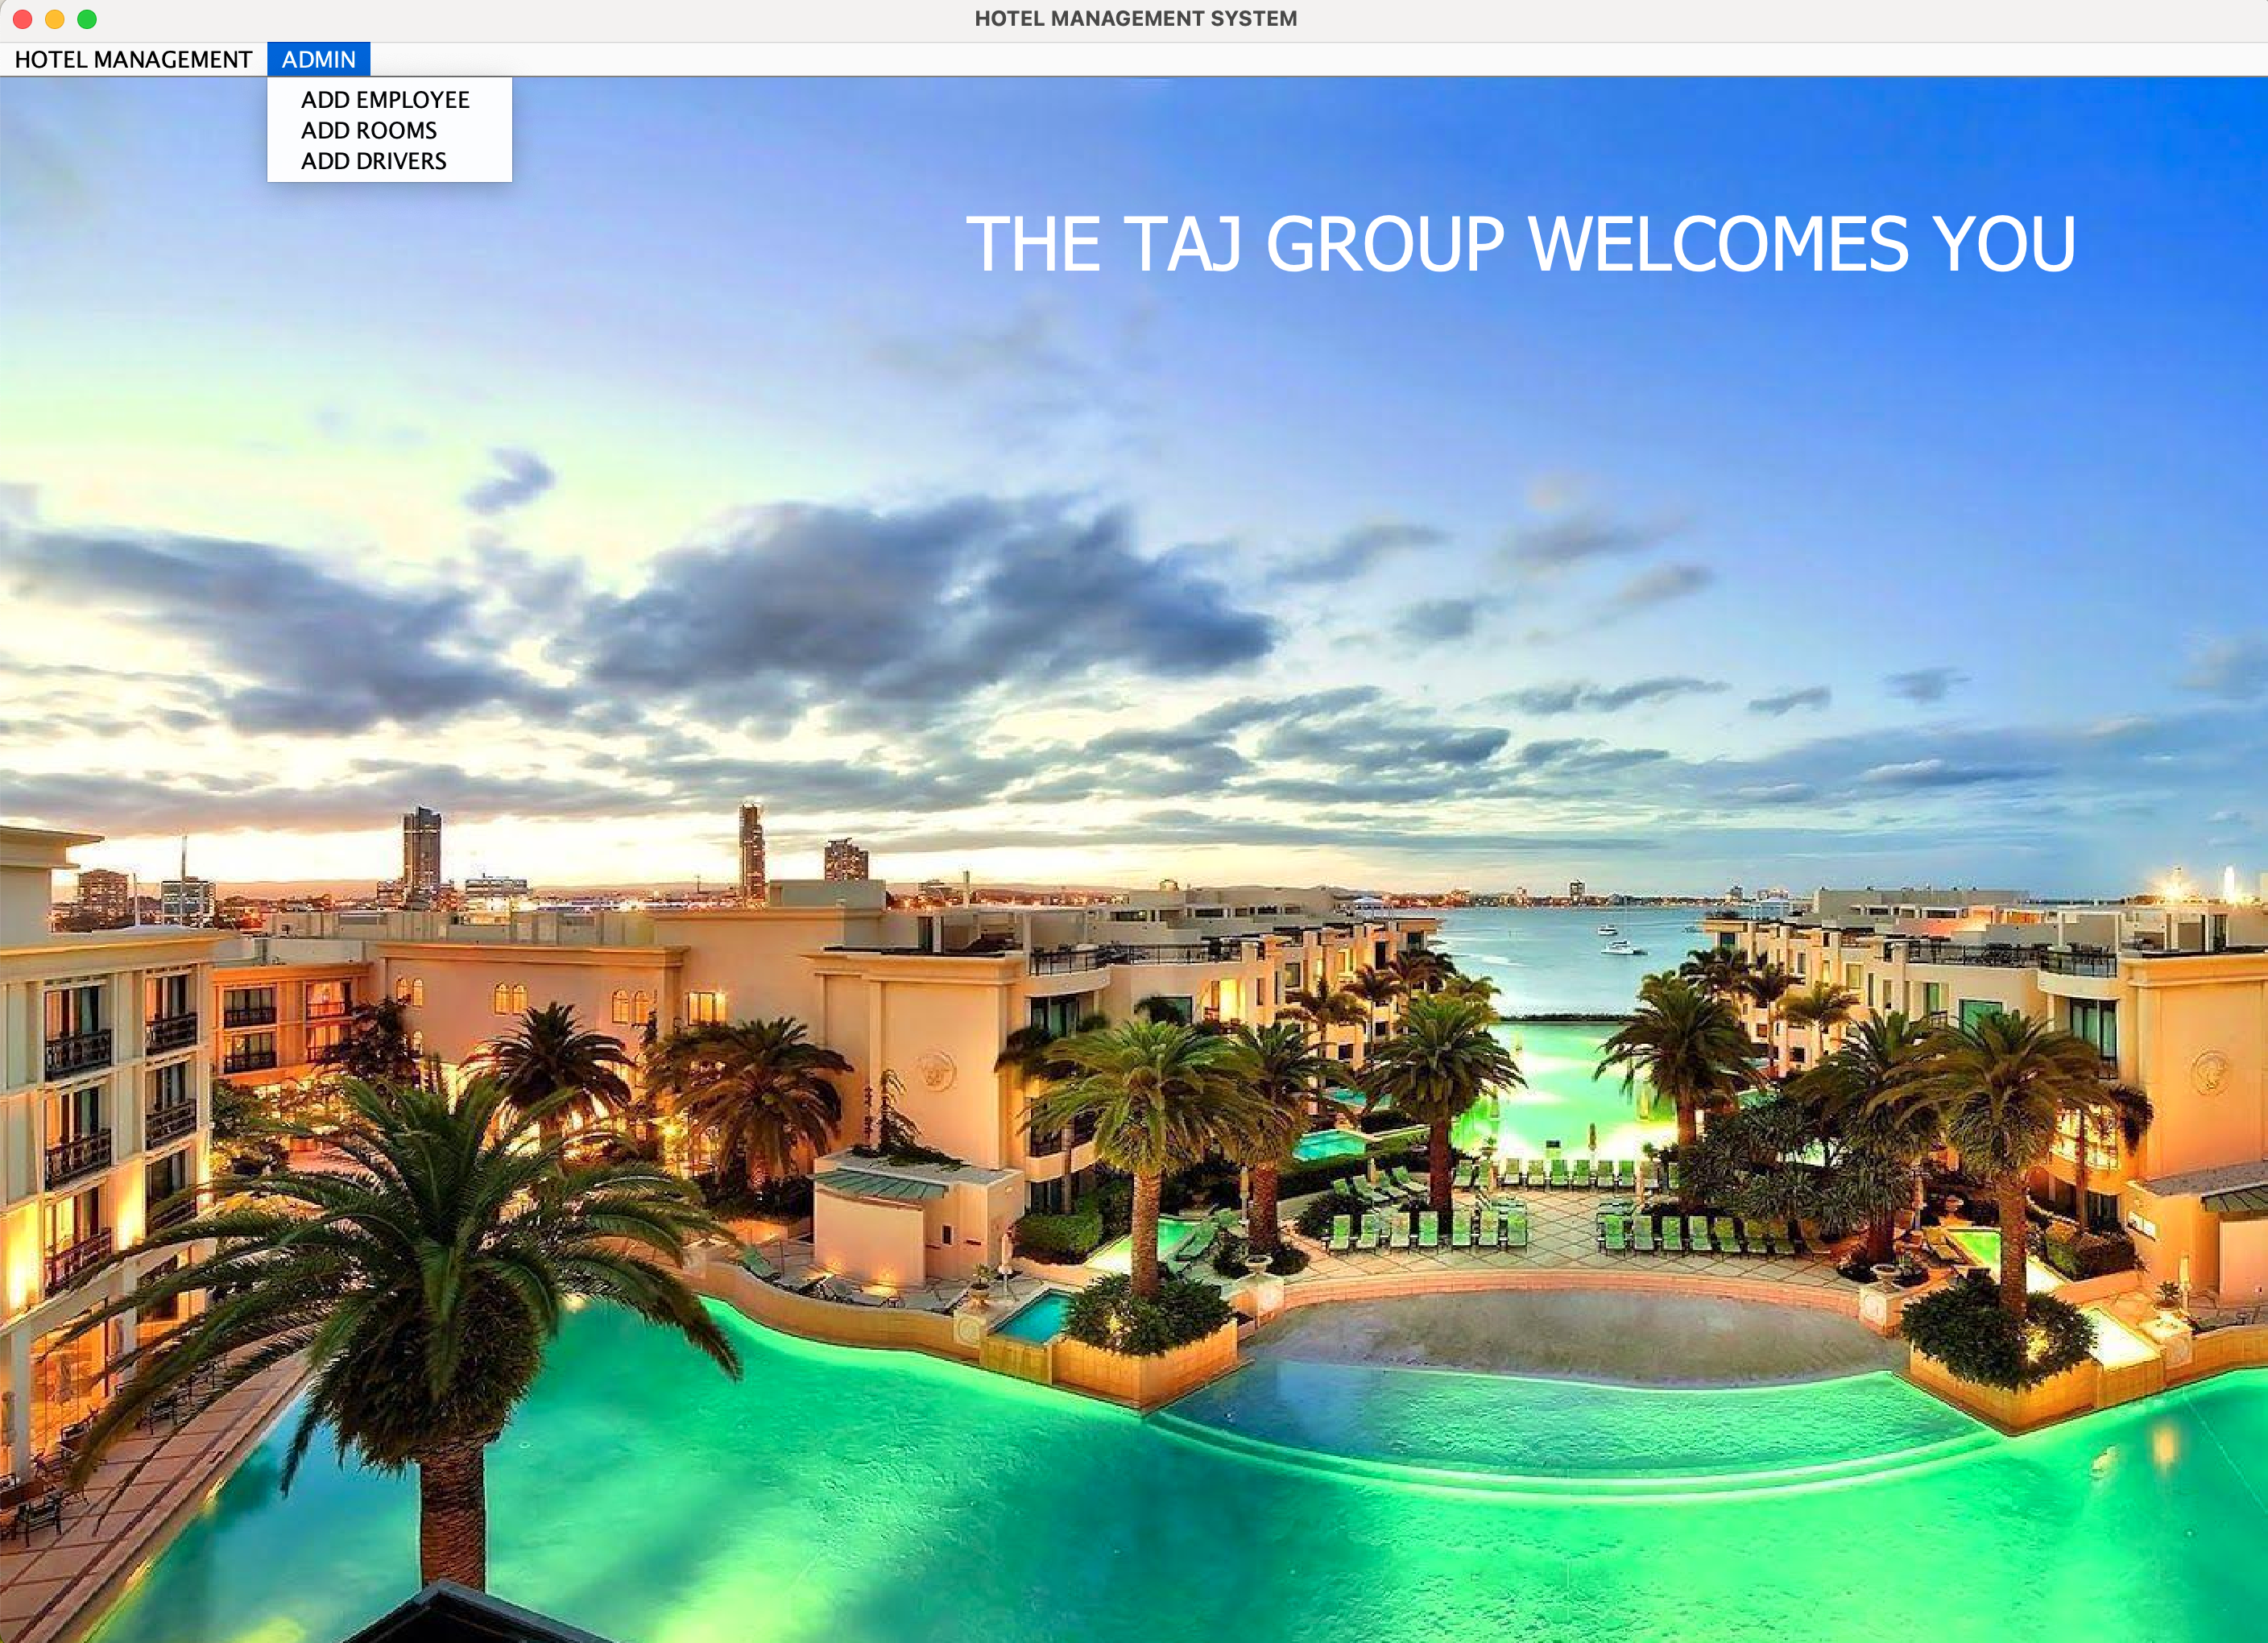 HOTEL MANAGEMENT SYSTEM
HOTEL MANAGEMENT ADMIN
ADD EMPLOYEE
ADD ROOMS
ADD DRIVERS
THE TAJ GROUP WELCOMES YOU